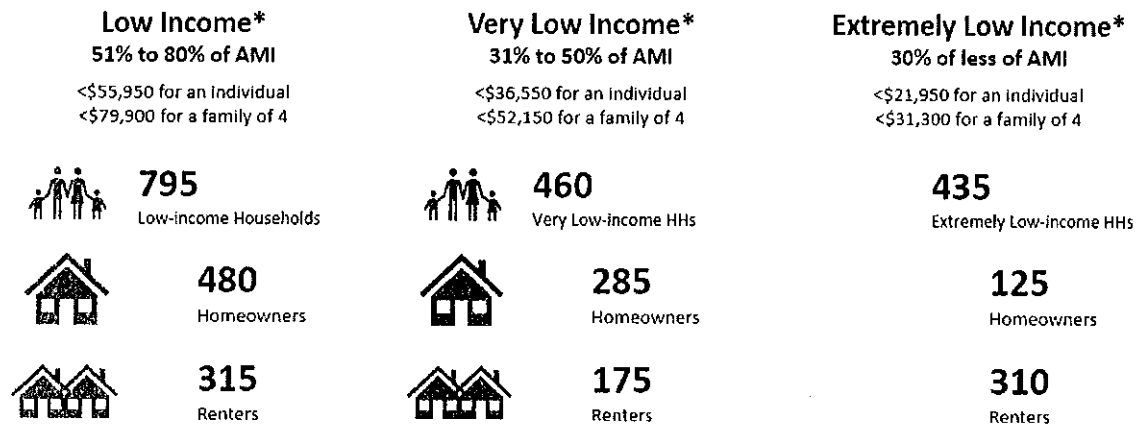 Low Income*
51% to 80% of AMI
<$55,950 for an individual
<$79,900 for a family of 4
795
Low-income Households
480
Homeowners
315
Renters
Very Low Income*
31% to 50% of AMI
<$36,550 for an individual
<$52,150 for a family of 4
460
Very Low-income HHs
285
Homeowners
175
Renters
Extremely Low Income*
30% of less of AMI
<$21,950 for an individual
<$31,300 for a family of 4
435
Extremely Low-income HHs
125
Homeowners
310
Renters